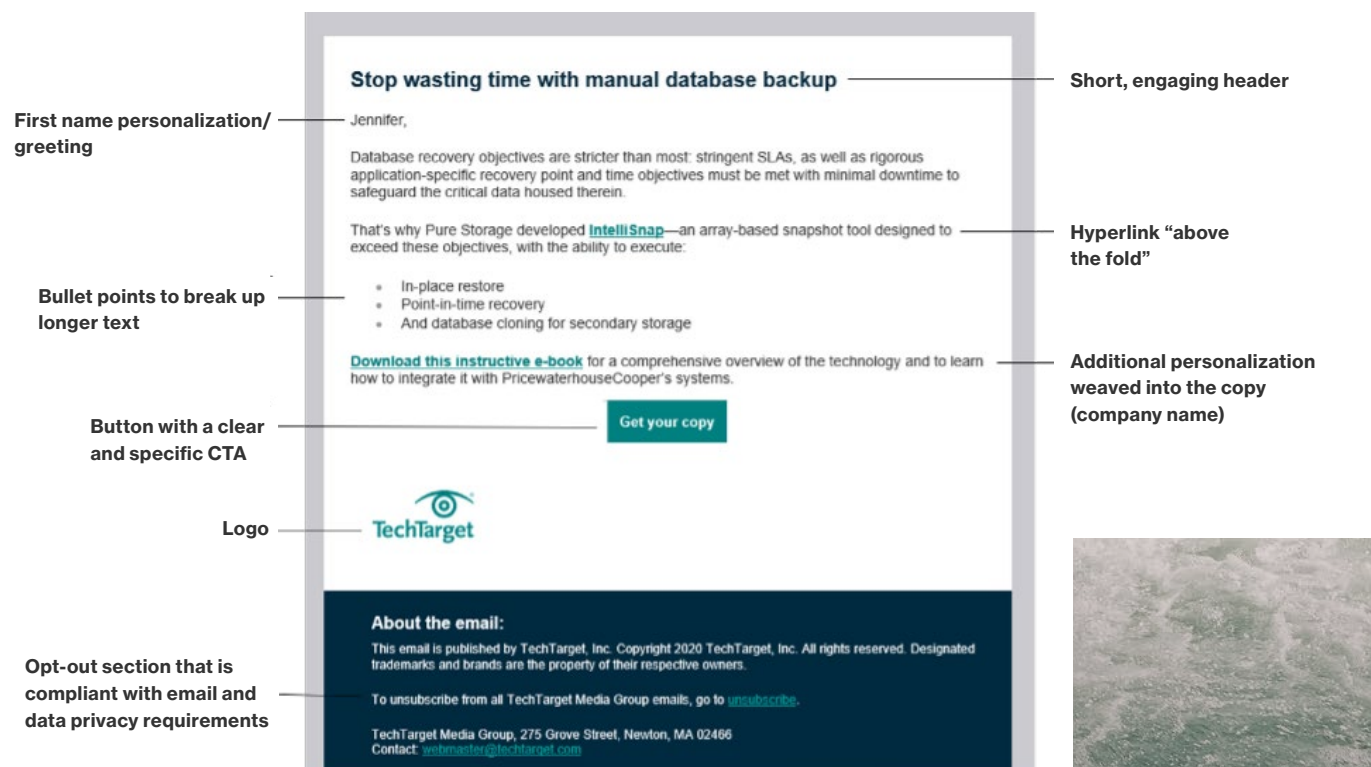 Stop wasting time with manual database backup
Short, engaging header
First name personalization/
greeting
Jennifer,
Database recovery objectives are stricter than most: stringent SLAs, as well as rigorous
application-specific recovery point and time objectives must be met with minimal downtime to
safeguard the critical data housed therein.
That's why Pure Storage developed IntelliSnap—an array-based snapshot tool designed to
exceed these objectives, with the ability to execute:
Hyperlink “above
the fold”
Bullet points to break up
longer text
• In-place restore
• Point-in-time recovery
• And database cloning for secondary storage
Download this instructive e-book for a comprehensive overview of the technology and to learn
how to integrate it with PricewaterhouseCooper's systems.
Additional personalization
weaved into the copy
(company name)
Button with a clear
and specific CTA
Get your copy
Logo
TechTarget
About the email:
This email is published by TechTarget, Inc. Copyright 2020 TechTarget, Inc. All rights reserved. Designated
trademarks and brands are the property of their respective owners.
Opt-out section that is
compliant with email and
data privacy requirements
To unsubscribe from all TechTarget Media Group emails, go to unsubscribe.
TechTarget Media Group, 275 Grove Street, Newton, MA 02466
Contact: webmaster@techtarget.com